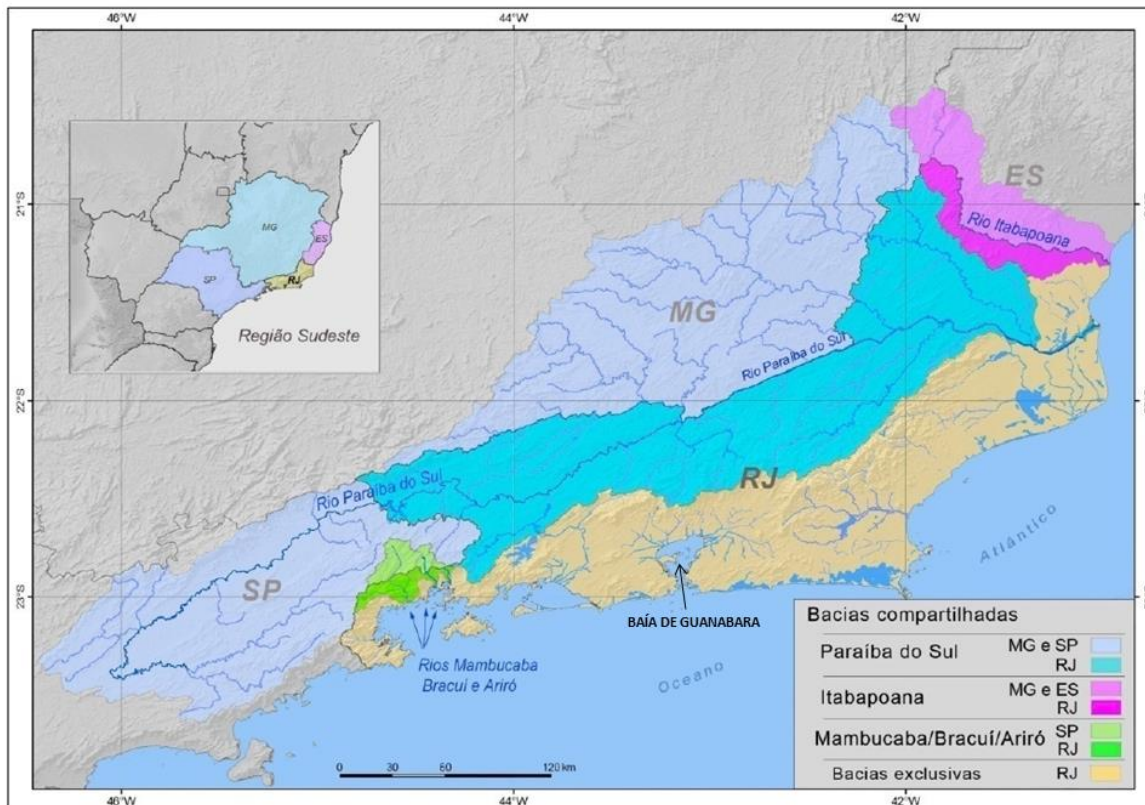 46°W
44°W
42°W
21°S
22°S
23°S
MG
ES
SP
RJ
Região Sudeste
ES
Rio Itabapoana
MG
Rio Paraíba do Sul
Rio Paraíba do Sul
RJ
SP
Atlântico
Oceano
BAÍA DE GUANABARA
Rios Mambucaba
Bracuí e Ariró
0 30 60 120 km
Bacias compartilhadas
Paraíba do Sul MG e SP
RJ
Itabapoana MG e ES
RJ
Mambucaba/Bracuí/Ariró SP
RJ
Bacias exclusivas RJ
46°W
44°W
42°W